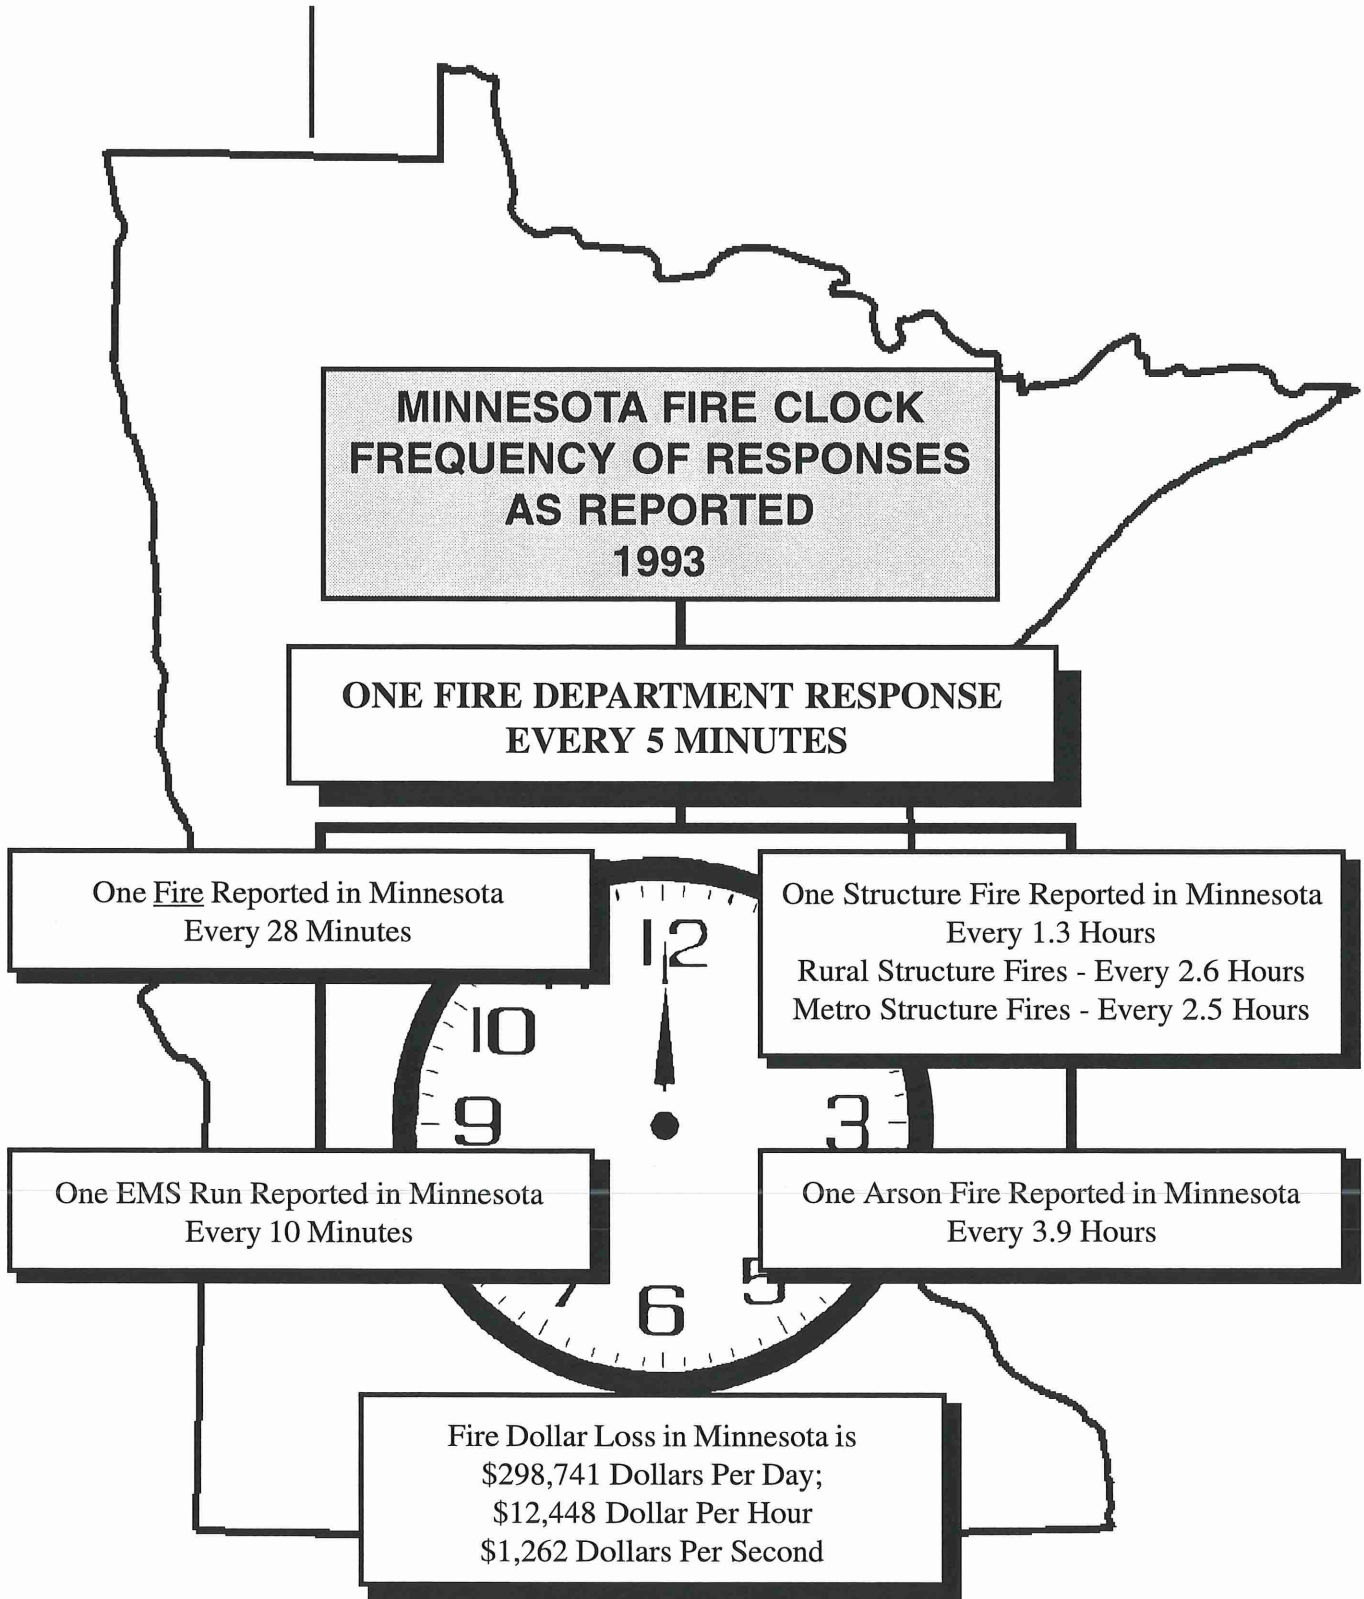 MINNESOTA FIRE CLOCK
FREQUENCY OF RESPONSES
AS REPORTED
1993
ONE FIRE DEPARTMENT RESPONSE
EVERY 5 MINUTES
One Fire Reported in Minnesota
Every 28 Minutes
One Structure Fire Reported in Minnesota
Every 1.3 Hours
Rural Structure Fires - Every 2.6 Hours
Metro Structure Fires - Every 2.5 Hours
12
10
9
3
One EMS Run Reported in Minnesota
Every 10 Minutes
One Arson Fire Reported in Minnesota
Every 3.9 Hours
7
6
5
Fire Dollar Loss in Minnesota is
$298,741 Dollars Per Day;
$12,448 Dollar Per Hour
$1,262 Dollars Per Second